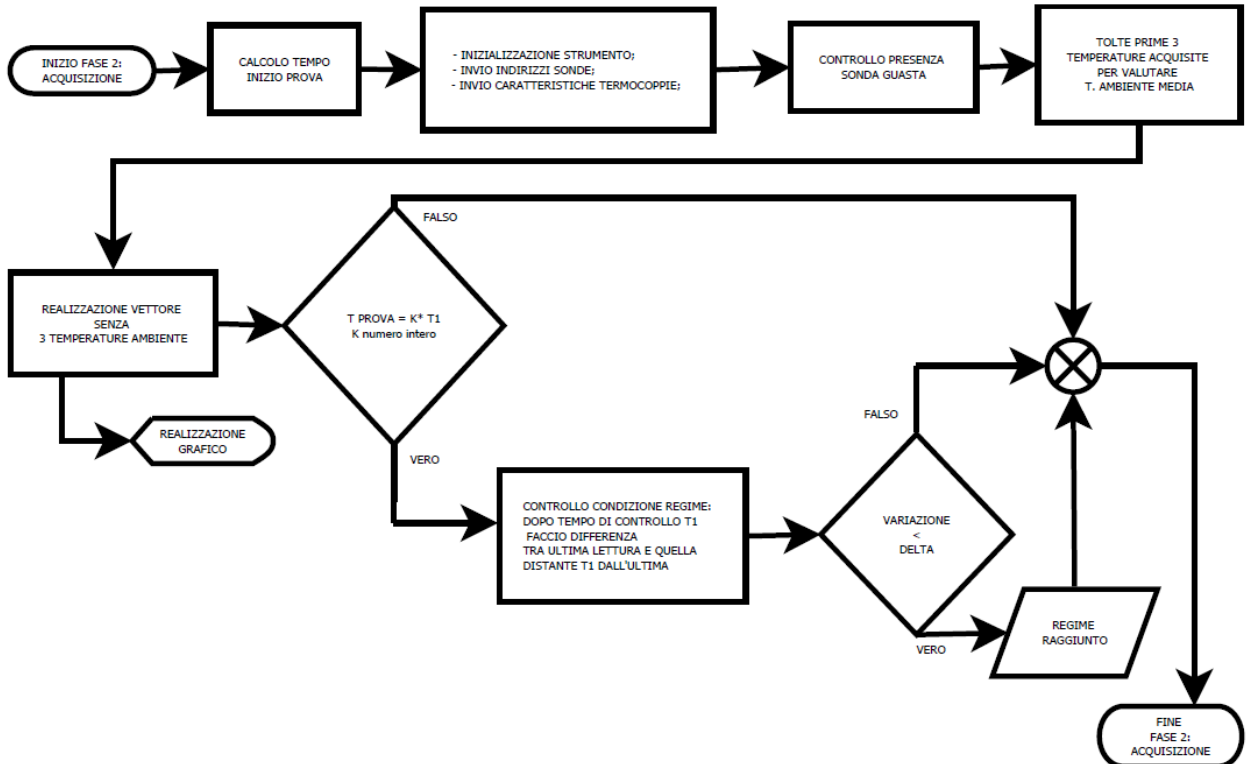 INIZIO FASE 2:
ACQUISIZIONE
CALCOLO TEMPO
INIZIO PROVA
- INIZIALIZZAZIONE STRUMENTO;
- INVIO INDIRIZZI SONDE;
- INVIO CARATTERISTICHE TERMOCOPPIE;
CONTROLLO PRESENZA
SONDA GUASTA
TOLTE PRIME 3
TEMPERATURE ACQUISITE
PER VALUTARE
T. AMBIENTE MEDIA
REALIZZAZIONE VETTORE
SENZA
3 TEMPERATURE AMBIENTE
REALIZZAZIONE
GRAFICO
T PROVA = K* T1
K numero intero
FALSO
VERO
CONTROLLO CONDIZIONE REGIME:
DOPO TEMPO DI CONTROLLO T1
FACCIO DIFFERENZA
TRA ULTIMA LETTURA E QUELLA
DISTANTE T1 DALL'ULTIMA
VARIAZIONE
<
DELTA
FALSO
VERO
REGIME
RAGGIUNTO
FINE
FASE 2:
ACQUISIZIONE